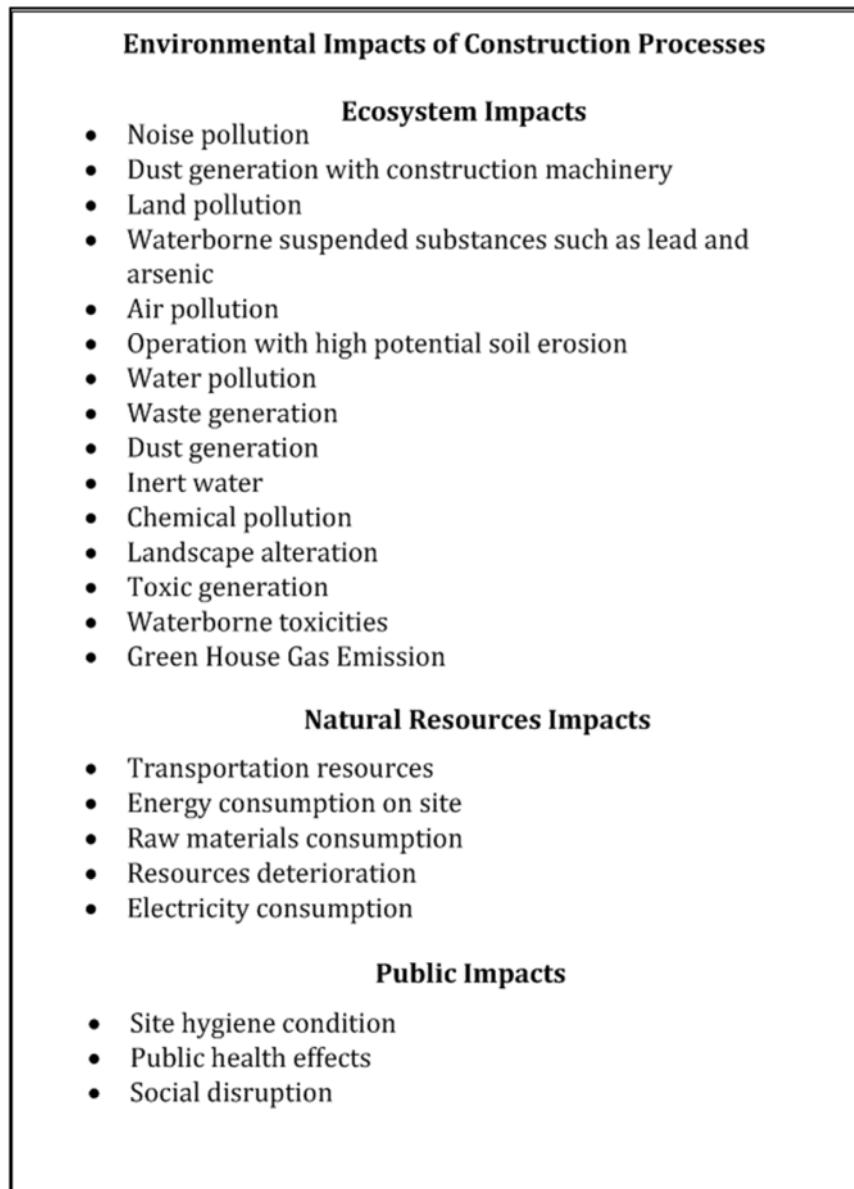 Environmental Impacts of Construction Processes
Ecosystem Impacts
• Noise pollution
• Dust generation with construction machinery
• Land pollution
• Waterborne suspended substances such as lead and
arsenic
• Air pollution
• Operation with high potential soil erosion
• Water pollution
• Waste generation
• Dust generation
• Inert water
• Chemical pollution
• Landscape alteration
• Toxic generation
• Waterborne toxicities
• Green House Gas Emission
Natural Resources Impacts
• Transportation resources
• Energy consumption on site
• Raw materials consumption
• Resources deterioration
• Electricity consumption
Public Impacts
• Site hygiene condition
• Public health effects
• Social disruption